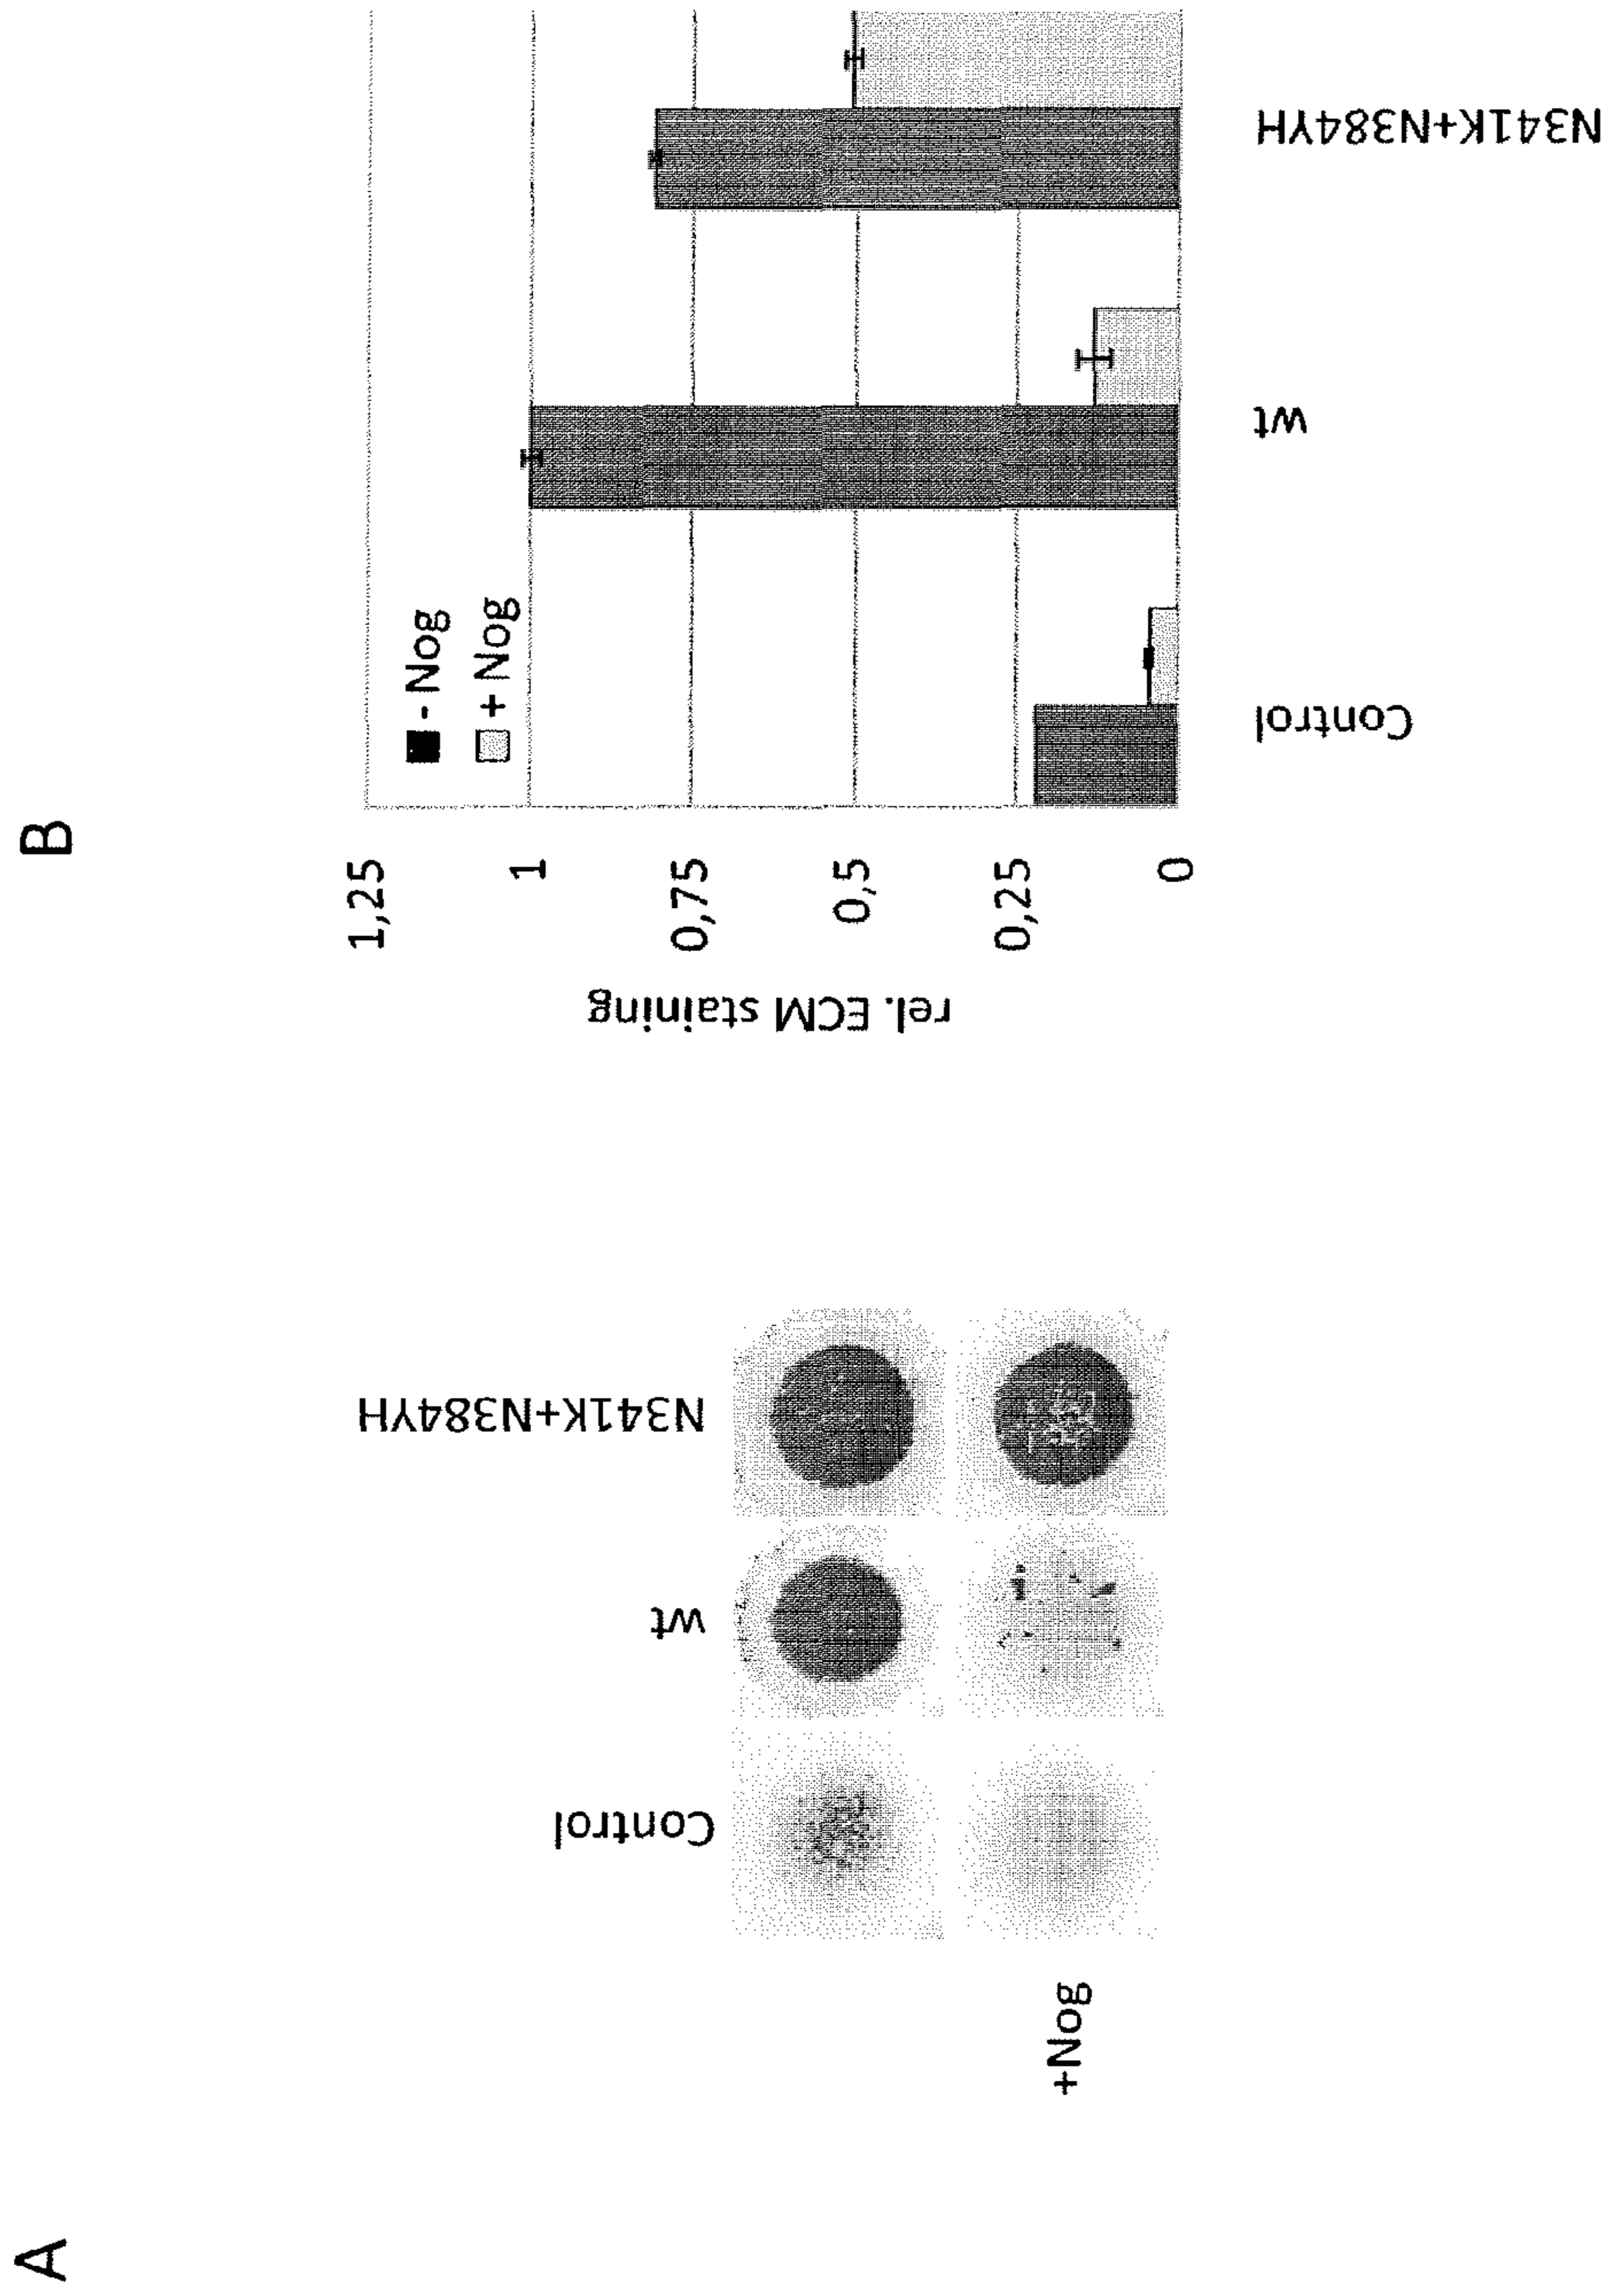 A
Control
wt
N341K+N384YH
+Nog
B
rel. ECM staining
1,25
1
0,75
0,5
0,25
0
- Nog
+ Nog
Control
wt
N341K+N384YH